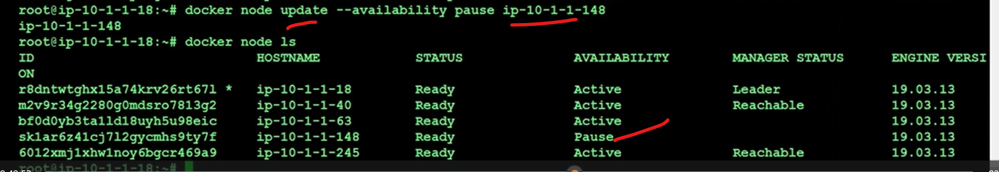 root@ip-10-1-1-18:~# docker node update --availability pause ip-10-1-1-148
ip-10-1-1-148
root@ip-10-1-1-18:~# docker node ls
ID HOSTNAME STATUS AVAILABILITY MANAGER STATUS ENGINE VERSI
ON
r8dntwtghx15a74krv26rt67l * ip-10-1-1-18 Ready Active Leader 19.03.13
m2v9r34g2280g0mdsro7813g2 ip-10-1-1-40 Ready Active Reachable 19.03.13
bf0d0yb3ta1ld18uyh5u98eic ip-10-1-1-63 Ready Active 19.03.13
sk1ar6z41cj7l2gycmhs9ty7f ip-10-1-1-148 Ready Pause 19.03.13
6012xmj1xhw1noy6bgcr469a9 ip-10-1-1-245 Ready Active Reachable 19.03.13
root@ip-10-1-1-18:~#